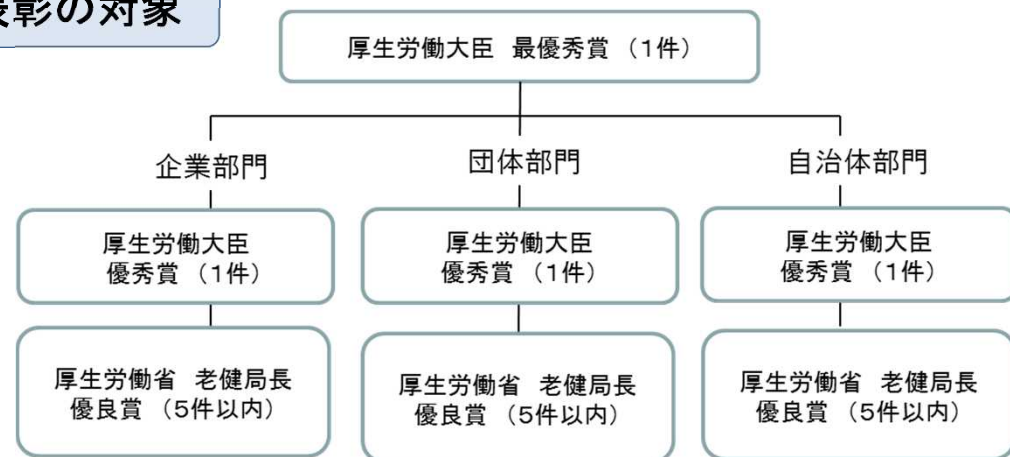 表彰の対象
厚生労働大臣 最優秀賞 （1件）
企業部門
団体部門
自治体部門
厚生労働大臣
優秀賞 （1件）
厚生労働大臣
優秀賞 （1件）
厚生労働大臣
優秀賞 （1件）
厚生労働省 老健局長
優良賞 （5件以内）
厚生労働省 老健局長
優良賞 （5件以内）
厚生労働省 老健局長
優良賞 （5件以内）